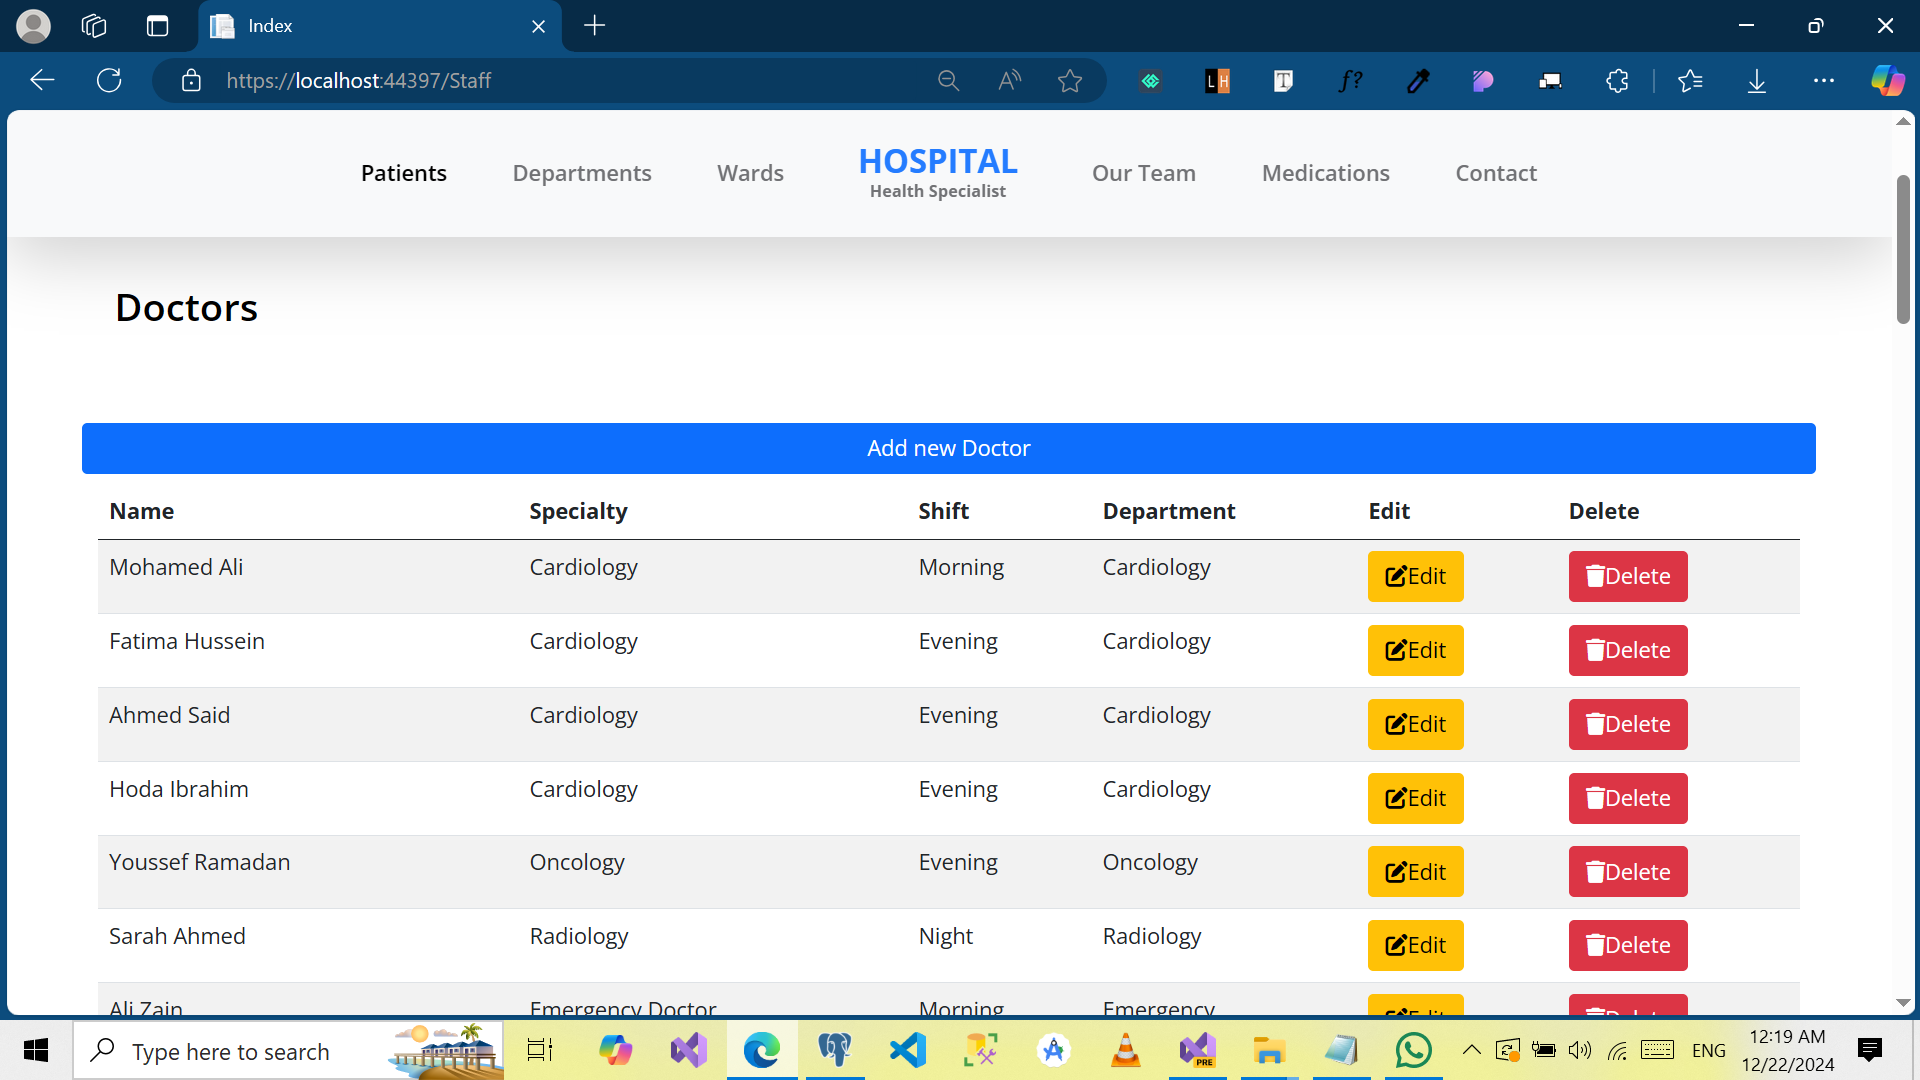 Index
https://localhost:44397/Staff
Patients Departments Wards HOSPITAL Our Team Medications Contact
Health Specialist
Doctors
Add new Doctor
Name Specialty Shift Department Edit Delete
Mohamed Ali Cardiology Morning Cardiology Edit Delete
Fatima Hussein Cardiology Evening Cardiology Edit Delete
Ahmed Said Cardiology Evening Cardiology Edit Delete
Hoda Ibrahim Cardiology Evening Cardiology Edit Delete
Youssef Ramadan Oncology Evening Oncology Edit Delete
Sarah Ahmed Radiology Night Radiology Edit Delete
Ali Zain Emergency Doctor Morning Emergency Edit Delete
Type here to search
PRE
ENG
12:19 AM
12/22/2024